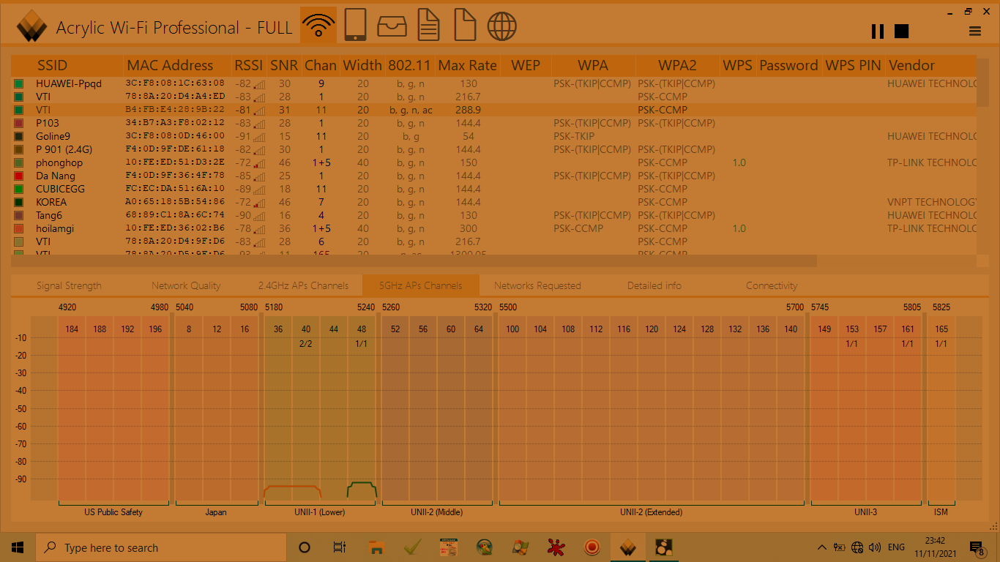 Acrylic Wi-Fi Professional - FULL
SSID MAC Address RSSI SNR Chan Width 802.11 Max Rate WEP WPA WPA2 WPS Password WPS PIN Vendor
HUAWEI-Ppqd 3C:F8:08:1C:63:08 -82 30 9 20 b, g, n 130 PSK-(TKIP|CCMP) PSK-(TKIP|CCMP) HUAWEI TECHNOLO
VTI 78:8A:20:D4:A4:ED -83 28 1 20 b, g, n 216.7 PSK-CCMP
VTI B4:FB:E4:28:9B:22 -81 31 11 20 b, g, n, ac 288.9 PSK-CCMP
P103 34:B7:A3:F8:02:12 -83 28 1 20 b, g, n 144.4 PSK-(TKIP|CCMP) PSK-(TKIP|CCMP)
Goline9 3C:F8:08:0D:46:00 -91 15 11 20 b, g 54 PSK-TKIP HUAWEI TECHNOLO
P 901 (2.4G) F4:0D:9F:DE:61:18 -82 30 1 20 b, g, n 144.4 PSK-(TKIP|CCMP) PSK-(TKIP|CCMP)
phonghop 10:FE:ED:51:D3:2E -72 46 1+5 40 b, g, n 150 PSK-CCMP 1.0 TP-LINK TECHNOLO
Da Nang F4:0D:9F:36:4F:78 -85 25 1 20 b, g, n 144.4 PSK-(TKIP|CCMP) PSK-(TKIP|CCMP)
CUBICEGG FC:EC:DA:51:6A:10 -89 18 11 20 b, g, n 144.4 PSK-CCMP
KOREA A0:65:18:5B:54:86 -72 46 7 20 b, g, n 144.4 PSK-CCMP VNPT TECHNOLOGY
Tang6 68:89:C1:8A:6C:74 -90 16 4 20 b, g, n 130 PSK-(TKIP|CCMP) PSK-(TKIP|CCMP) HUAWEI TECHNOLO
hoilamgi 10:FE:ED:36:02:B6 -78 36 1+5 40 b, g, n 300 PSK-CCMP PSK-CCMP 1.0 TP-LINK TECHNOLO
VTI 78:8A:20:D4:9F:D6 -83 28 6 20 b, g, n 216.7 PSK-CCMP
VTI 78:8A:20:D5:9F:D6 -93 11 165 20 n, ac 1300.05 PSK-CCMP
Signal Strength Network Quality 2.4GHz APs Channels 5GHz APs Channels Networks Requested Detailed info Connectivity
4920 4980 5040 5080 5180 5240 5260 5320 5500 5700 5745 5805 5825
184 188 192 196 8 12 16 36 40 44 48 52 56 60 64 100 104 108 112 116 120 124 128 132 136 140 149 153 157 161 165
2/2 1/1 1/1 1/1 1/1
-10
-20
-30
-40
-50
-60
-70
-80
-90
US Public Safety Japan UNII-1 (Lower) UNII-2 (Middle) UNII-2 (Extended) UNII-3 ISM
Type here to search
ENG
23:42
11/11/2021
8